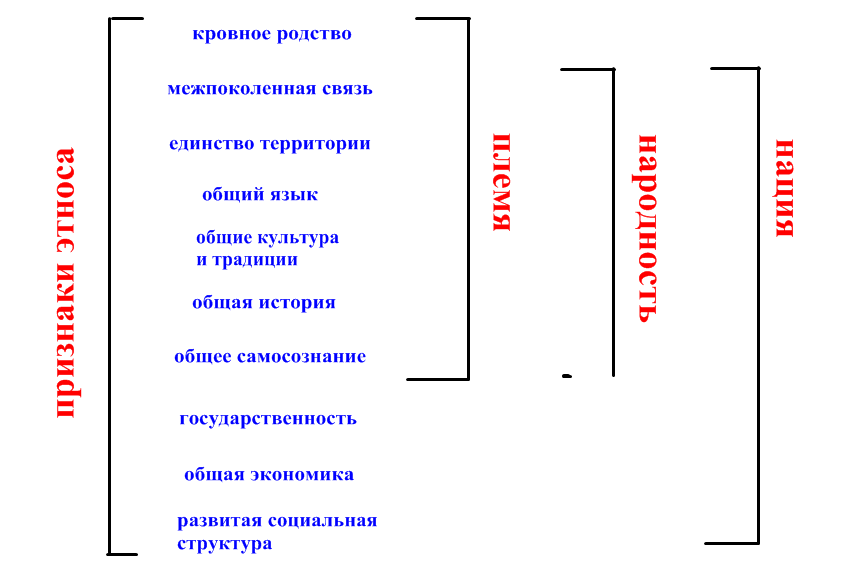 признаки этноса
кровное родство
межпоколенная связь
единство территории
общий язык
общие культура
и традиции
общая история
общее самосознание
государственность
общая экономика
развитая социальная
структура
племя
народность
нация